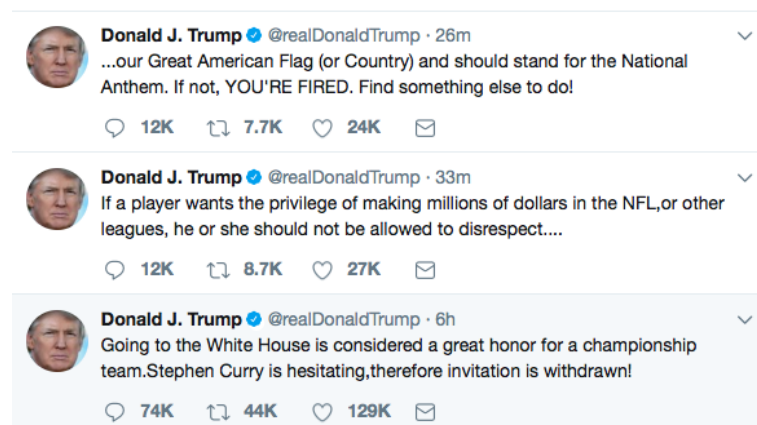 Donald J. Trump @realDonaldTrump · 26m
...our Great American Flag (or Country) and should stand for the National
Anthem. If not, YOU'RE FIRED. Find something else to do!
12K 7.7K 24K
Donald J. Trump @realDonaldTrump · 33m
If a player wants the privilege of making millions of dollars in the NFL,or other
leagues, he or she should not be allowed to disrespect....
12K 8.7K 27K
Donald J. Trump @realDonaldTrump · 6h
Going to the White House is considered a great honor for a championship
team.Stephen Curry is hesitating,therefore invitation is withdrawn!
74K 44K 129K